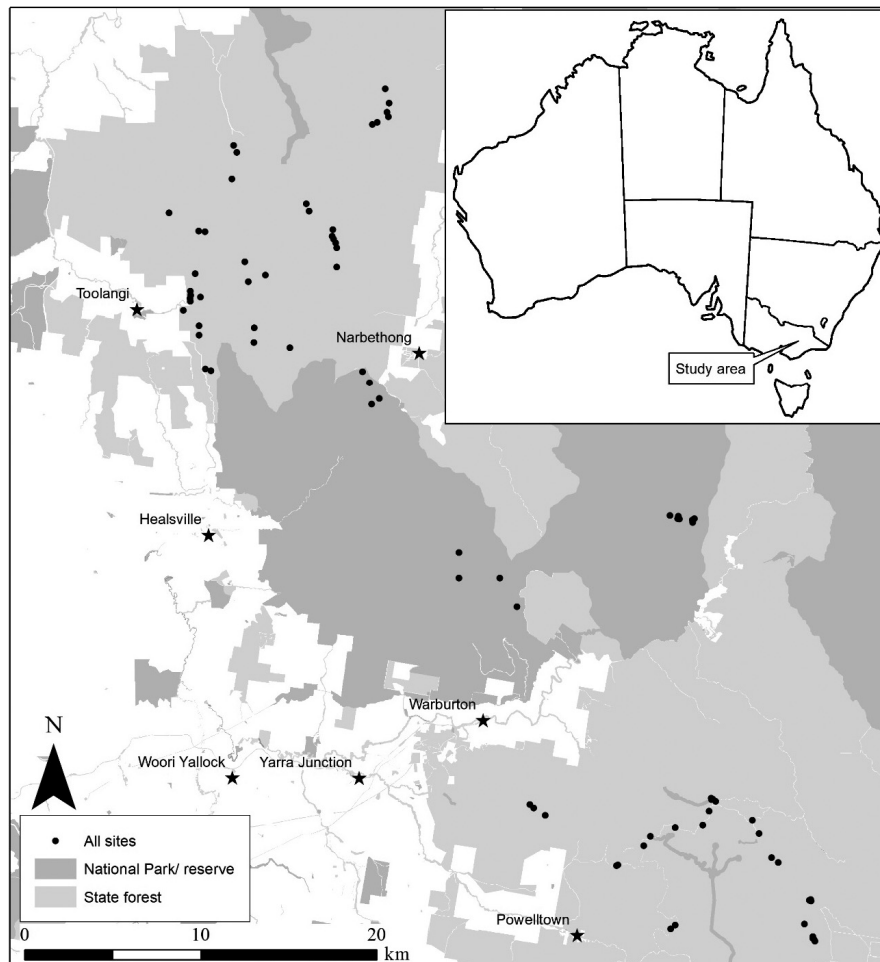 Study area
Toolangi
Narbethong
Healsville
Warburton
Woori Yallock
Yarra Junction
Powelltown
N
All sites
National Park/ reserve
State forest
0 10 20
km